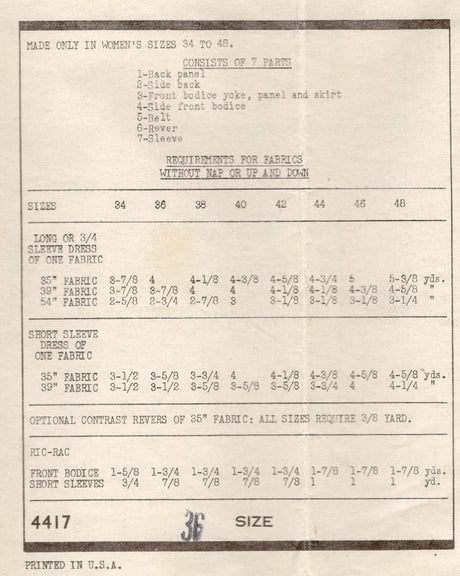 MADE ONLY IN WOMEN'S SIZES 34 TO 48.
CONSISTS OF 7 PARTS
1-Back panel
2-Side back
3-Front bodice yoke, panel and skirt
4-Side front bodice
5-Belt
6-Rever
7-Sleeve
REQUIREMENTS FOR FABRICS
WITHOUT NAP OR UP AND DOWN
SIZES 34 36 38 40 42 44 46 48
LONG OR 3/4
SLEEVE DRESS
OF ONE FABRIC
35" FABRIC 3-7/8 4 4-1/8 4-3/8 4-5/8 4-3/4 5 5-3/8 yds.
39" FABRIC 3-7/8 3-7/8 4 4 4-1/8 4-1/8 4-3/8 4-5/8 "
54" FABRIC 2-5/8 2-3/4 2-7/8 3 3-1/8 3-1/8 3-1/8 3-1/4 "
SHORT SLEEVE
DRESS OF
ONE FABRIC
35" FABRIC 3-1/2 3-5/8 3-3/4 4 4-1/8 4-3/8 4-5/8 4-5/8 yds.
39" FABRIC 3-1/2 3-1/2 3-5/8 3-5/8 3-5/8 3-3/4 4 4-1/4 "
OPTIONAL CONTRAST REVERS OF 35" FABRIC: ALL SIZES REQUIRE 3/8 YARD.
RIC-RAC
FRONT BODICE 1-5/8 1-3/4 1-3/4 1-3/4 1-3/4 1-7/8 1-7/8 1-7/8 yds.
SHORT SLEEVES 3/4 7/8 7/8 7/8 7/8 1 1 1 yd.
4417 36 SIZE
PRINTED IN U.S.A.